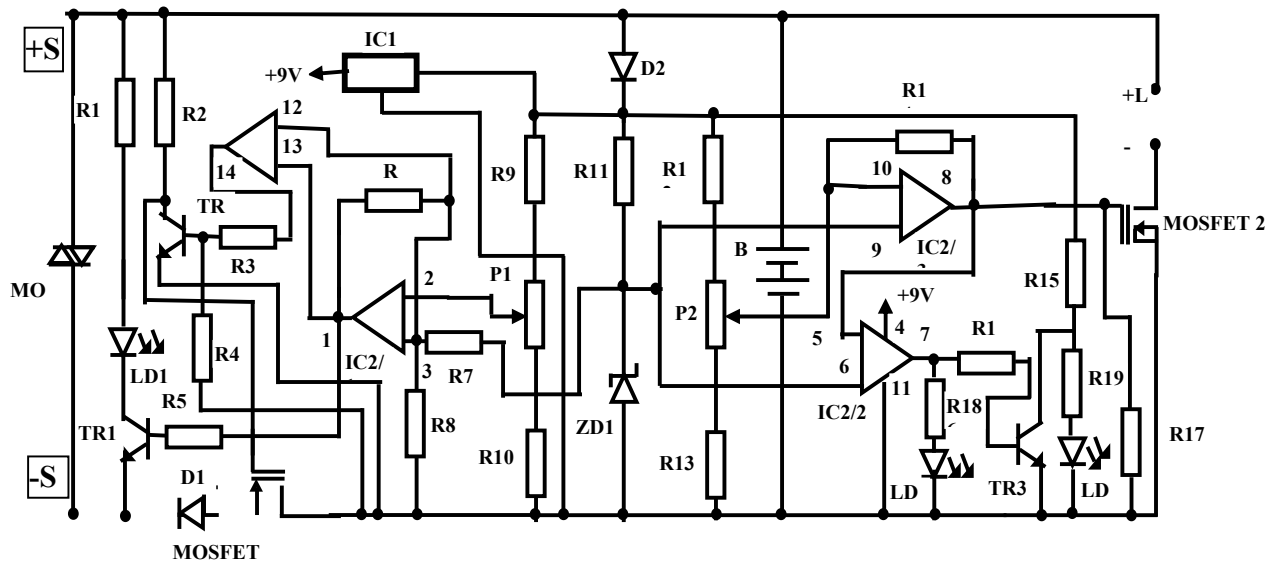 +S
IC1
+9V
D2
R1
+L
R1
R2
12
13
14
R
R9
R11
R1
10
8
-
TR
R3
9
IC2/
MOSFET 2
MO
2
P1
B
P2
+9V
R15
1
IC2/
3
R7
5
4
7
R1
LD1
R4
6
11
R19
R5
R8
ZD1
IC2/2
R18
R17
TR1
R10
R13
-S
D1
LD
TR3
LD
MOSFET